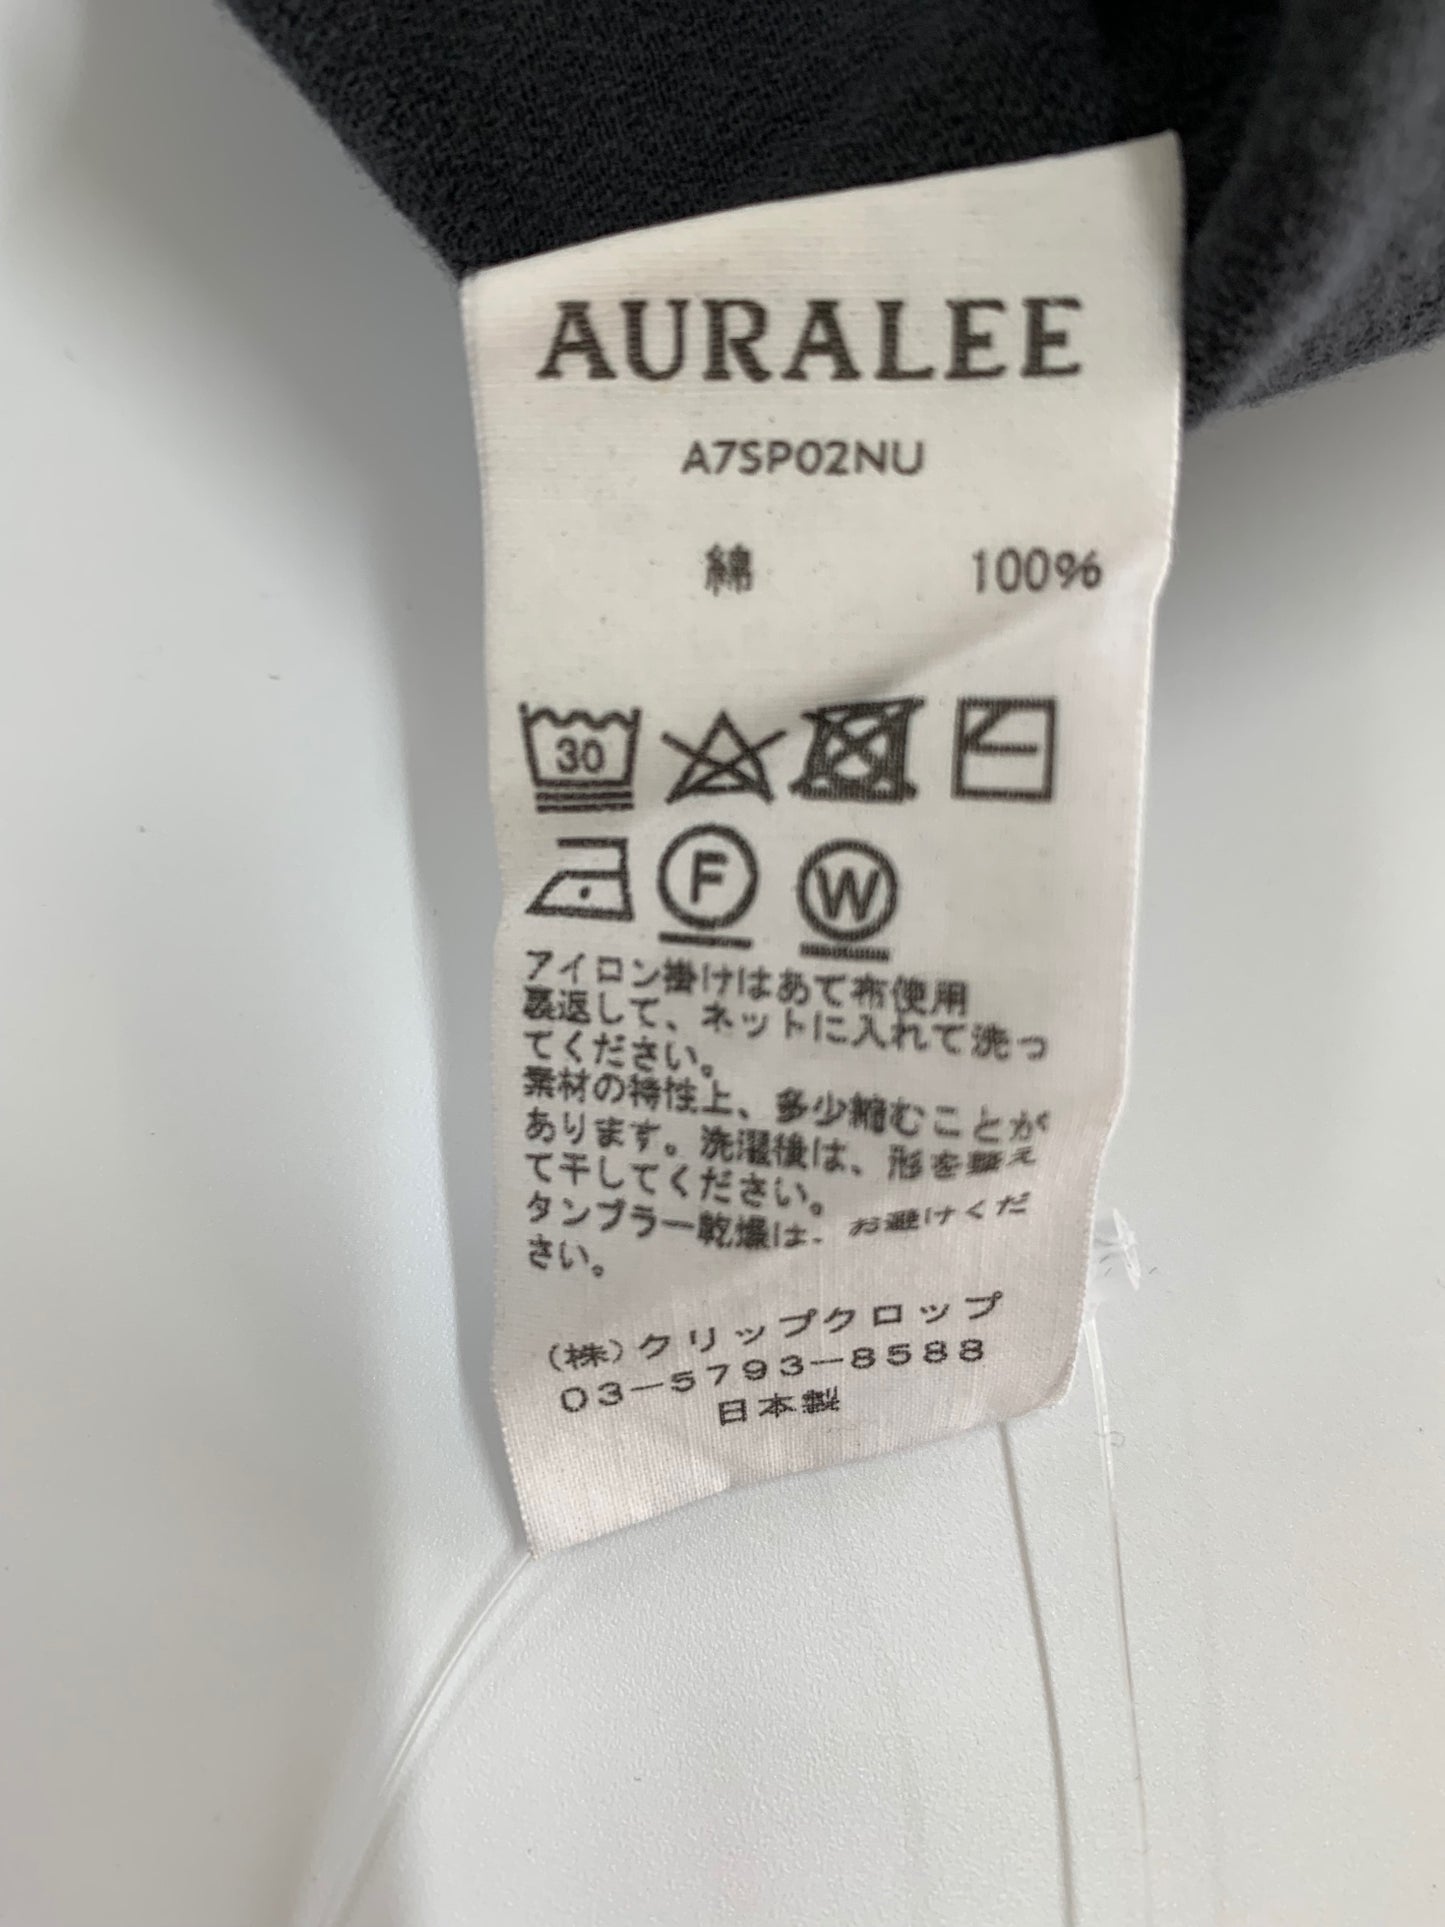 AURALEE
A7SP02NU
綿 100%
30
F W
アイロン掛けはあて布使用
裏返して、ネットに入れて洗っ
てください。
素材の特性上、多少縮むことが
あります。洗濯後は、形を整え
て干してください。
タンブラー乾燥は、お避けくだ
さい。
(株)クリップクロップ
03-5793-8588
日本製